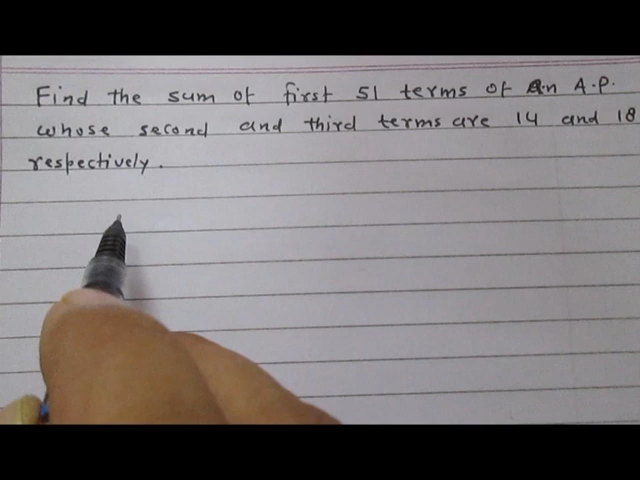 Find the sum of first 51 terms of an A.P.
whose second and third terms are 14 and 18
respectively.